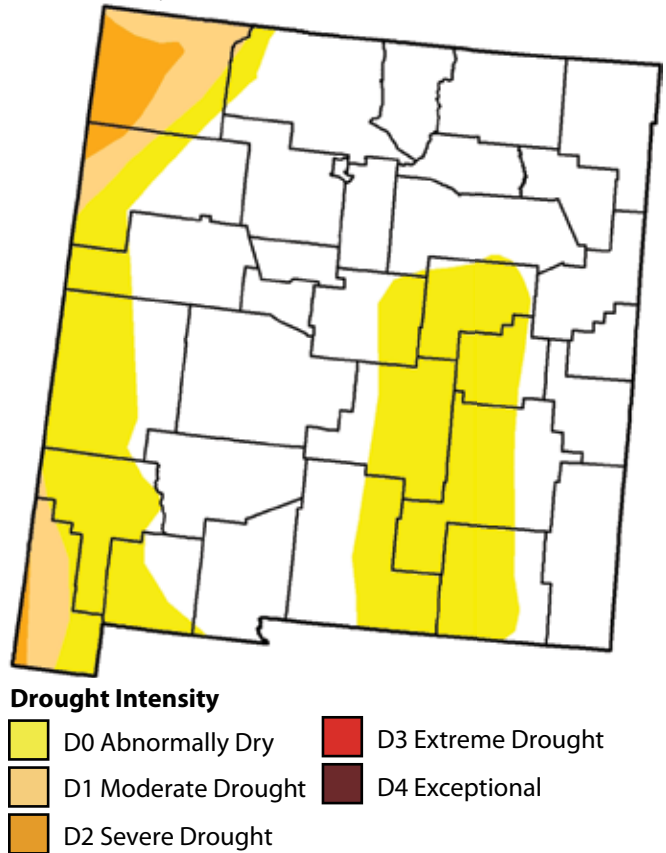 Drought Intensity
D0 Abnormally Dry
D1 Moderate Drought
D2 Severe Drought
D3 Extreme Drought
D4 Exceptional